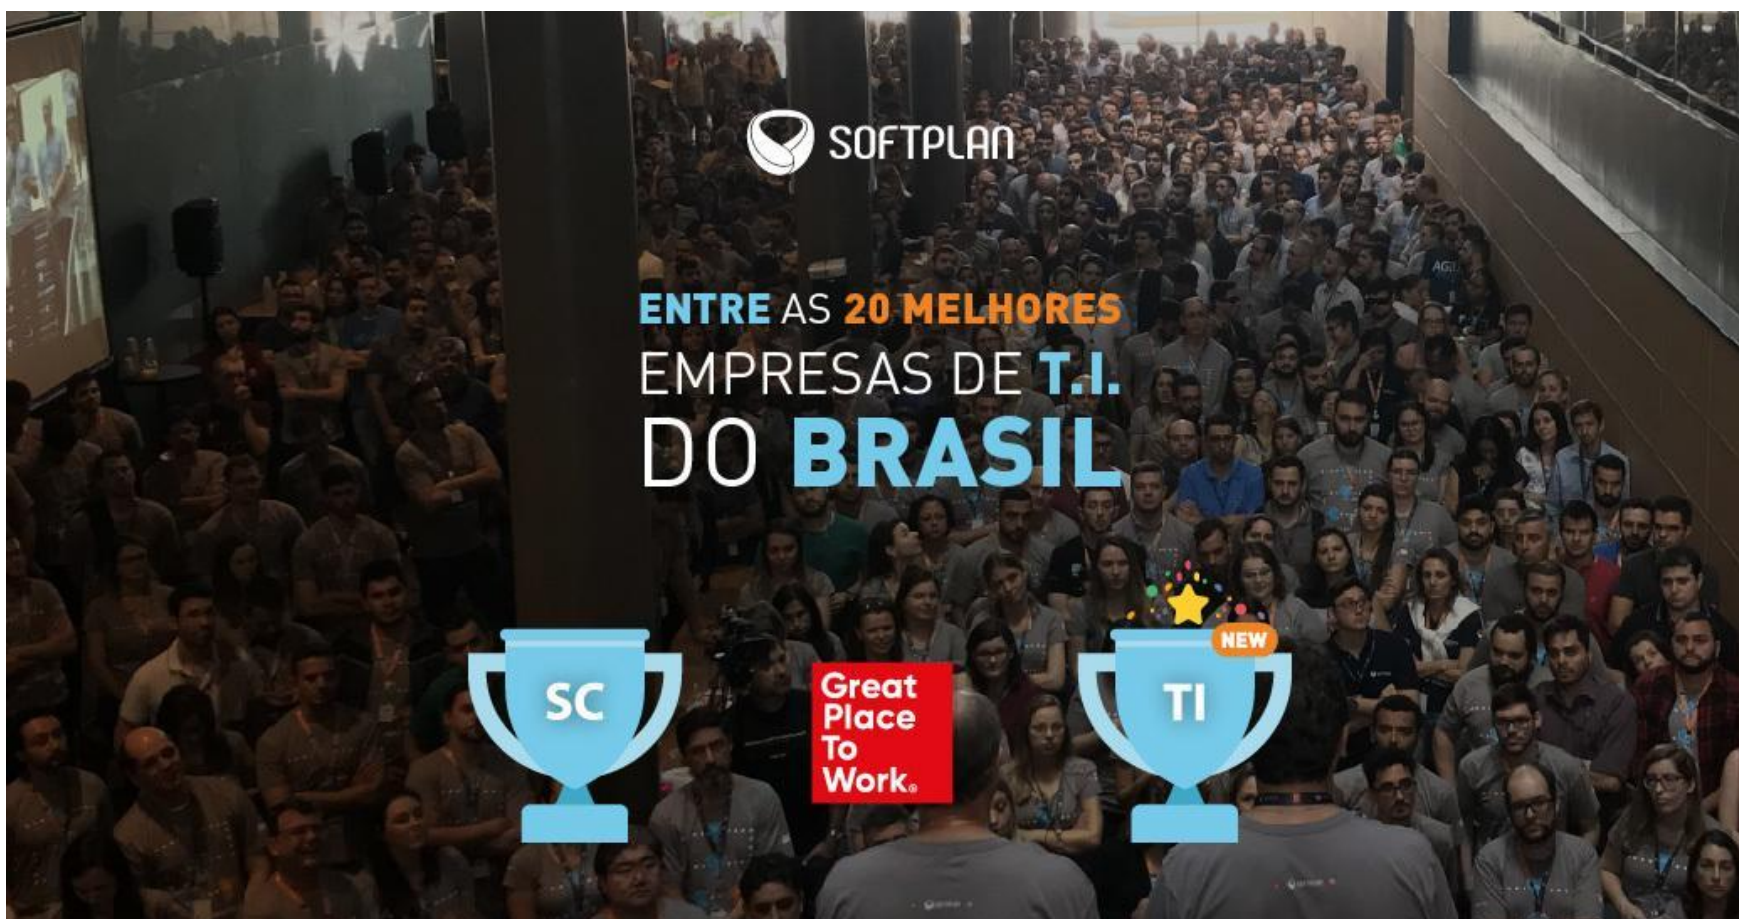 SOFTPLAN
ENTRE AS 20 MELHORES
EMPRESAS DE T.I.
DO BRASIL
NEW
SC
TI
Great
Place
To
Work®